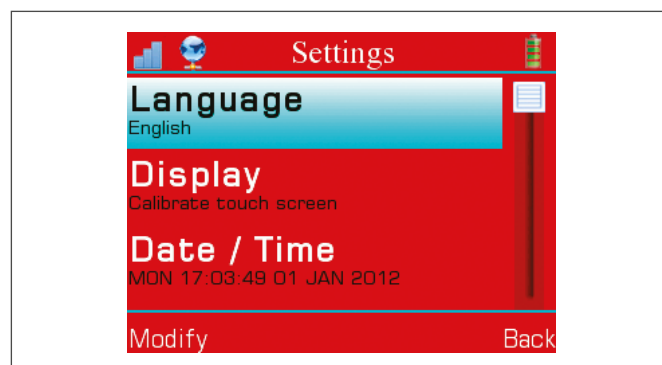 Settings
Language
English
Display
Calibrate touch screen
Date / Time
MON 17:03:49 01 JAN 2012
Modify Back